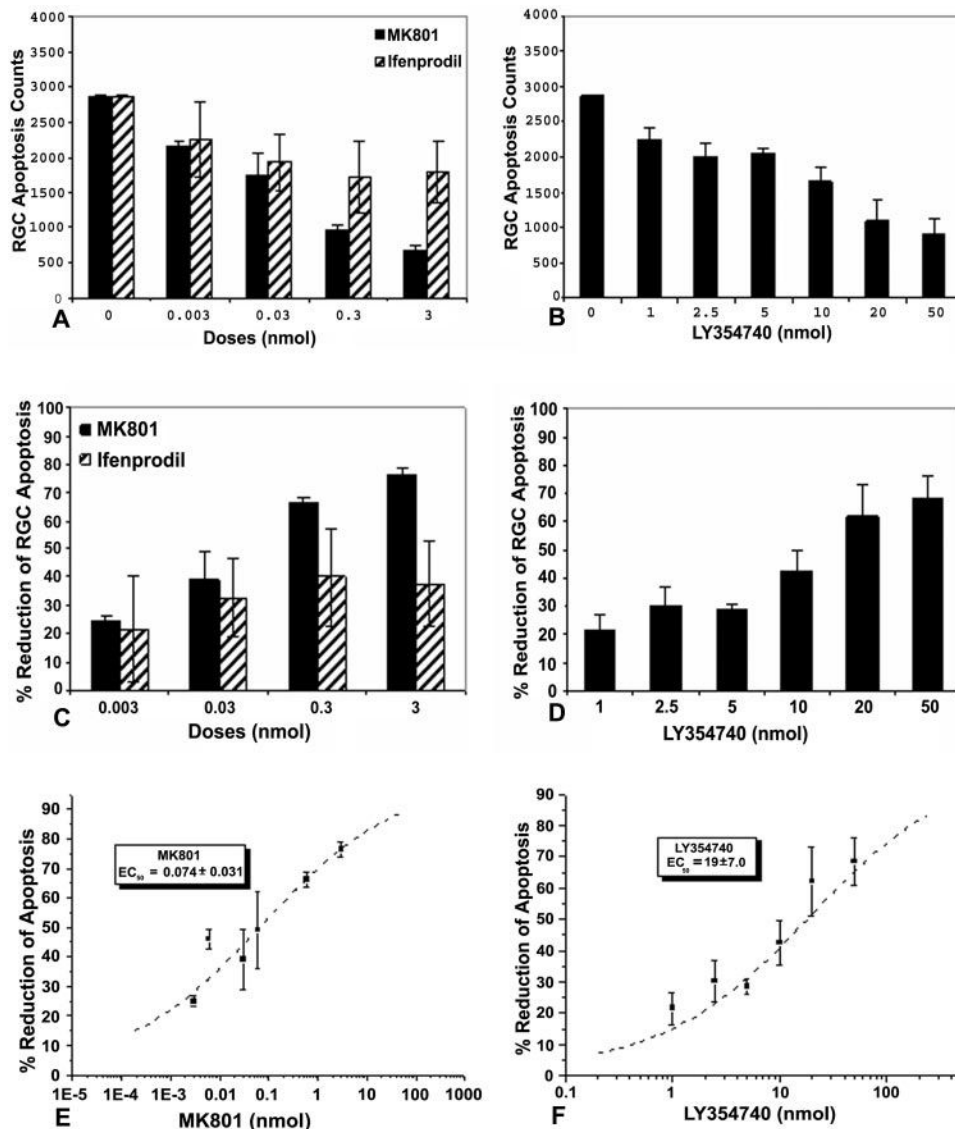 4000
3500
3000
2500
2000
1500
1000
500
0
RGC Apoptosis Counts
MK801
Ifenprodil
0 0.003 0.03 0.3 3
A
Doses (nmol)
4000
3500
3000
2500
2000
1500
1000
500
0
RGC Apoptosis Counts
0 1 2.5 5 10 20 50
B
LY354740 (nmol)
100
90
80
70
60
50
40
30
20
10
0
% Reduction of RGC Apoptosis
MK801
Ifenprodil
0.003 0.03 0.3 3
C
Doses (nmol)
100
90
80
70
60
50
40
30
20
10
0
% Reduction of RGC Apoptosis
1 2.5 5 10 20 50
D
LY354740 (nmol)
90
80
70
60
50
40
30
20
10
0
% Reduction of Apoptosis
MK801
EC50 = 0.074 ± 0.031
1E-5 1E-4 1E-3 0.01 0.1 1 10 100 1000
E
MK801 (nmol)
90
80
70
60
50
40
30
20
10
0
% Reduction of Apoptosis
LY354740
EC50 = 19±7.0
0.1 1 10 100
F
LY354740 (nmol)